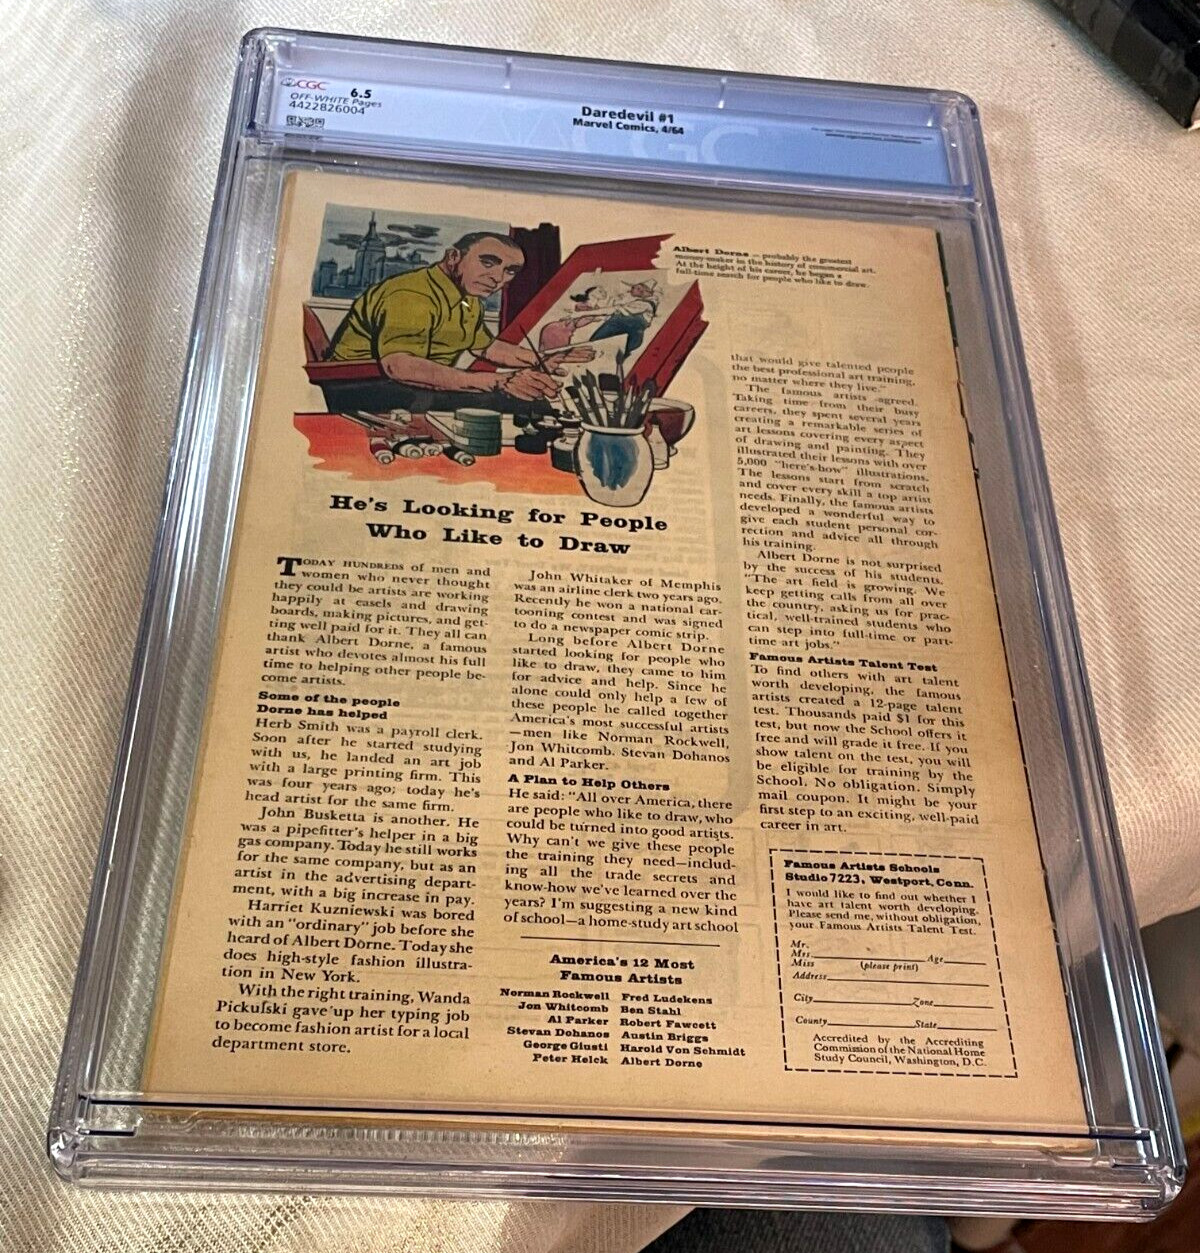 CGC 6.5
OFF-WHITE Pages
4422826004
Daredevil #1
Marvel Comics, 4/64
CGC
Albert Dorne – probably the greatest
money-maker in the history of commercial art.
At the height of his career, he began a
full-time search for people who like to draw.
He's Looking for People
Who Like to Draw
TODAY HUNDREDS of men and
women who never thought
they could be artists are working
happily at easels and drawing
boards, making pictures, and get-
ting well paid for it. They all can
thank Albert Dorne, a famous
artist who devotes almost his full
time to helping other people be-
come artists.
Some of the people
Dorne has helped
Herb Smith was a payroll clerk.
Soon after he started studying
with us, he landed an art job
with a large printing firm. This
was four years ago; today he's
head artist for the same firm.
John Busketta is another. He
was a pipefitter's helper in a big
gas company. Today he still works
for the same company, but as an
artist in the advertising depart-
ment, with a big increase in pay.
Harriet Kuzniewski was bored
with an "ordinary" job before she
heard of Albert Dorne. Today she
does high-style fashion illustra-
tion in New York.
With the right training, Wanda
Pickulski gave up her typing job
to become fashion artist for a local
department store.
John Whitaker of Memphis
was an airline clerk two years ago.
Recently he won a national car-
tooning contest and was signed
to do a newspaper comic strip.
Long before Albert Dorne
started looking for people who
like to draw, they came to him
for advice and help. Since he
alone could only help a few of
these people he called together
America's most successful artists
—men like Norman Rockwell,
Jon Whitcomb, Stevan Dohanos
and Al Parker.
A Plan to Help Others
He said: "All over America, there
are people who like to draw, who
could be turned into good artists.
Why can't we give these people
the training they need—includ-
ing all the trade secrets and
know-how we've learned over the
years? I'm suggesting a new kind
of school—a home-study art school
that would give talented people
the best professional art training,
no matter where they live."
The famous artists agreed.
Taking time from their busy
careers, they spent several years
creating a remarkable series of
art lessons covering every aspect
of drawing and painting. They
illustrated their lessons with over
5,000 "here's-how" illustrations.
The lessons start from scratch
and cover every skill a top artist
needs. Finally, the famous artists
developed a wonderful way to
give each student personal cor-
rection and advice all through
his training.
Albert Dorne is not surprised
by the success of his students.
"The art field is growing. We
keep getting calls from all over
the country, asking us for prac-
tical, well-trained students who
can step into full-time or part-
time art jobs."
Famous Artists Talent Test
To find others with art talent
worth developing, the famous
artists created a 12-page talent
test. Thousands paid $1 for this
test, but now the School offers it
free and will grade it free. If you
show talent on the test, you will
be eligible for training by the
School. No obligation. Simply
mail coupon. It might be your
first step to an exciting, well-paid
career in art.
America's 12 Most
Famous Artists
Norman Rockwell Fred Ludekens
Jon Whitcomb Ben Stahl
Al Parker Robert Fawcett
Stevan Dohanos Austin Briggs
George Giusti Harold Von Schmidt
Peter Helck Albert Dorne
Famous Artists Schools
Studio 7223, Westport, Conn.
I would like to find out whether I
have art talent worth developing.
Please send me, without obligation,
your Famous Artists Talent Test.
Mr.
Mrs. Age
Miss (please print)
Address
City Zone
County State
Accredited by the Accrediting
Commission of the National Home
Study Council, Washington, D.C.